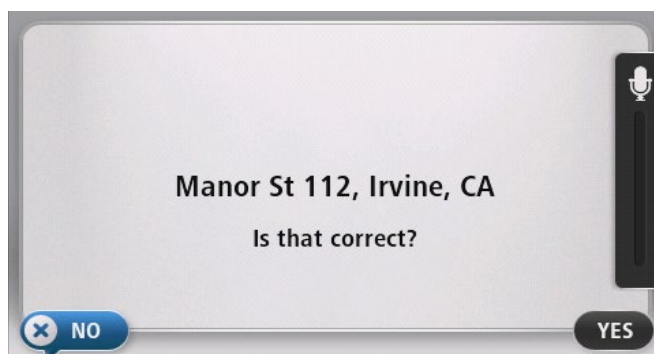 Manor St 112, Irvine, CA
Is that correct?
NO
YES